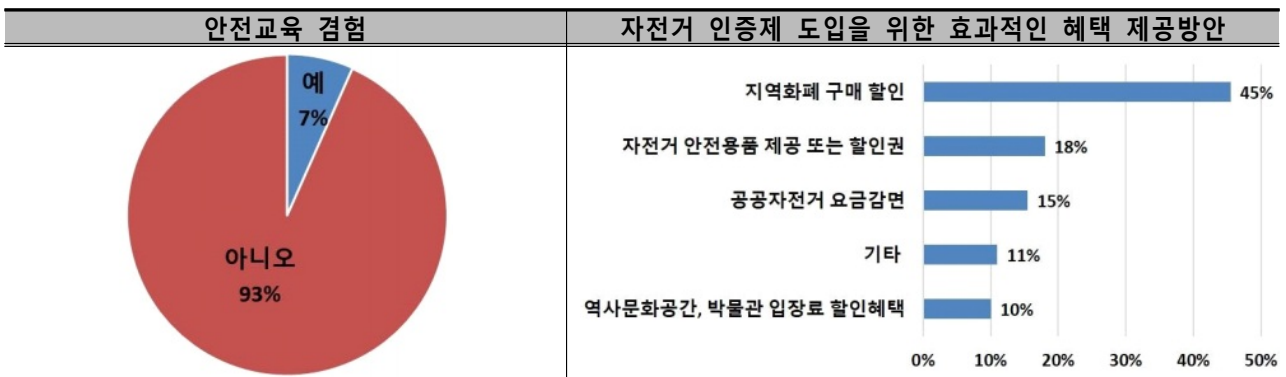 안전교육 겸험
자전거 인증제 도입을 위한 효과적인 혜택 제공방안
예
7%
아니오
93%
지역화폐 구매 할인
45%
자전거 안전용품 제공 또는 할인권
18%
공공자전거 요금감면
15%
기타
11%
역사문화공간, 박물관 입장료 할인혜택
10%
0% 10% 20% 30% 40% 50%